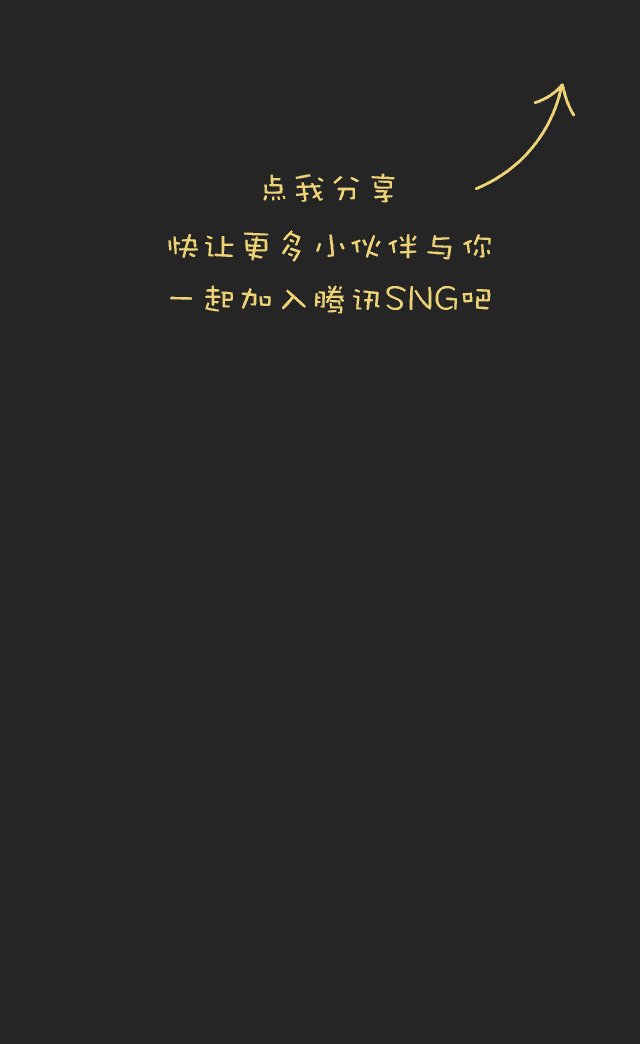 点我分享
快让更多小伙伴与你
一起加入腾讯SNG吧